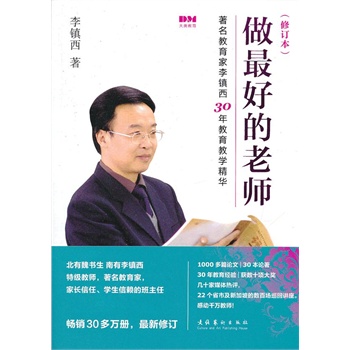 DM
李镇西 著
做最好的老师
(修订本)
著名教育家李镇西30年教育教学精华
北有魏书生 南有李镇西
特级教师，著名教育家，
家长信任、学生信赖的班主任
1000多篇论文｜30本论著
30年教育经验｜获数十项大奖
几十家媒体热评，
22个省市及新加坡的数百场巡回讲座，
感动千万教师！
畅销30多万册，最新修订
文化艺术出版社